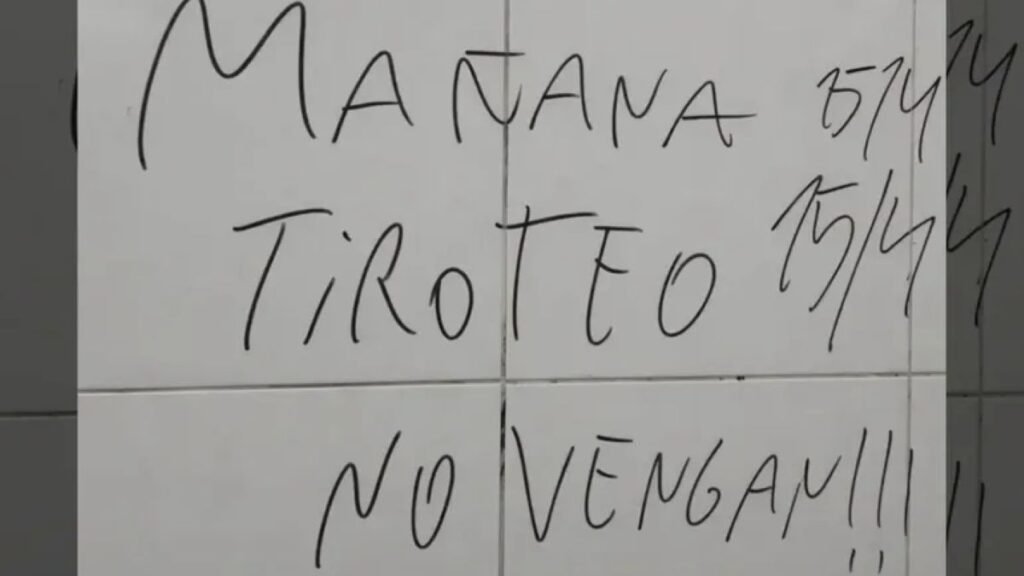 MAÑANA 15/4
TIROTEO 15/4
NO VENGAN!!!